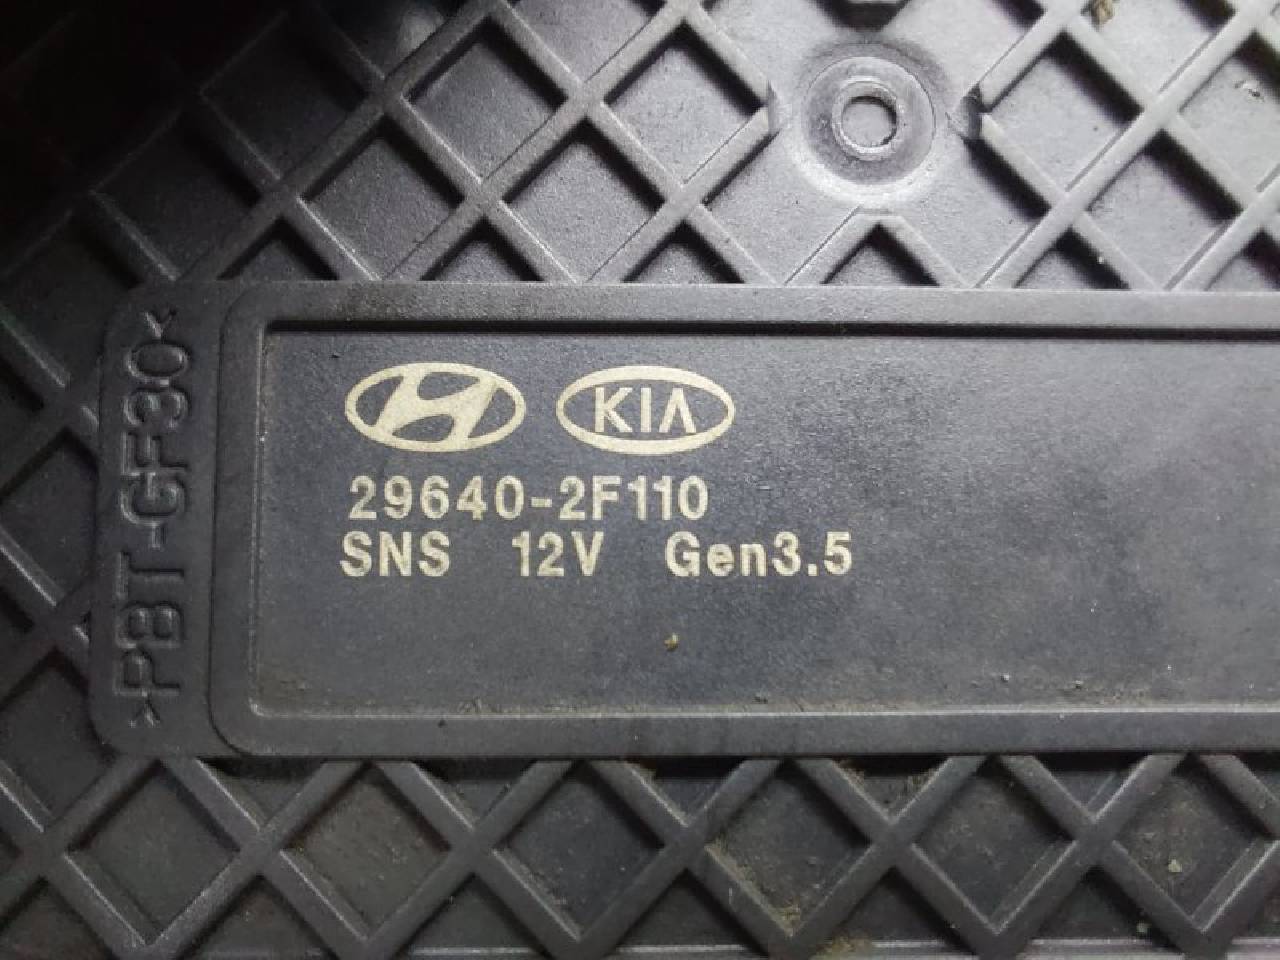 >PBT-GF30<
KIA
29640-2F110
SNS 12V Gen3.5